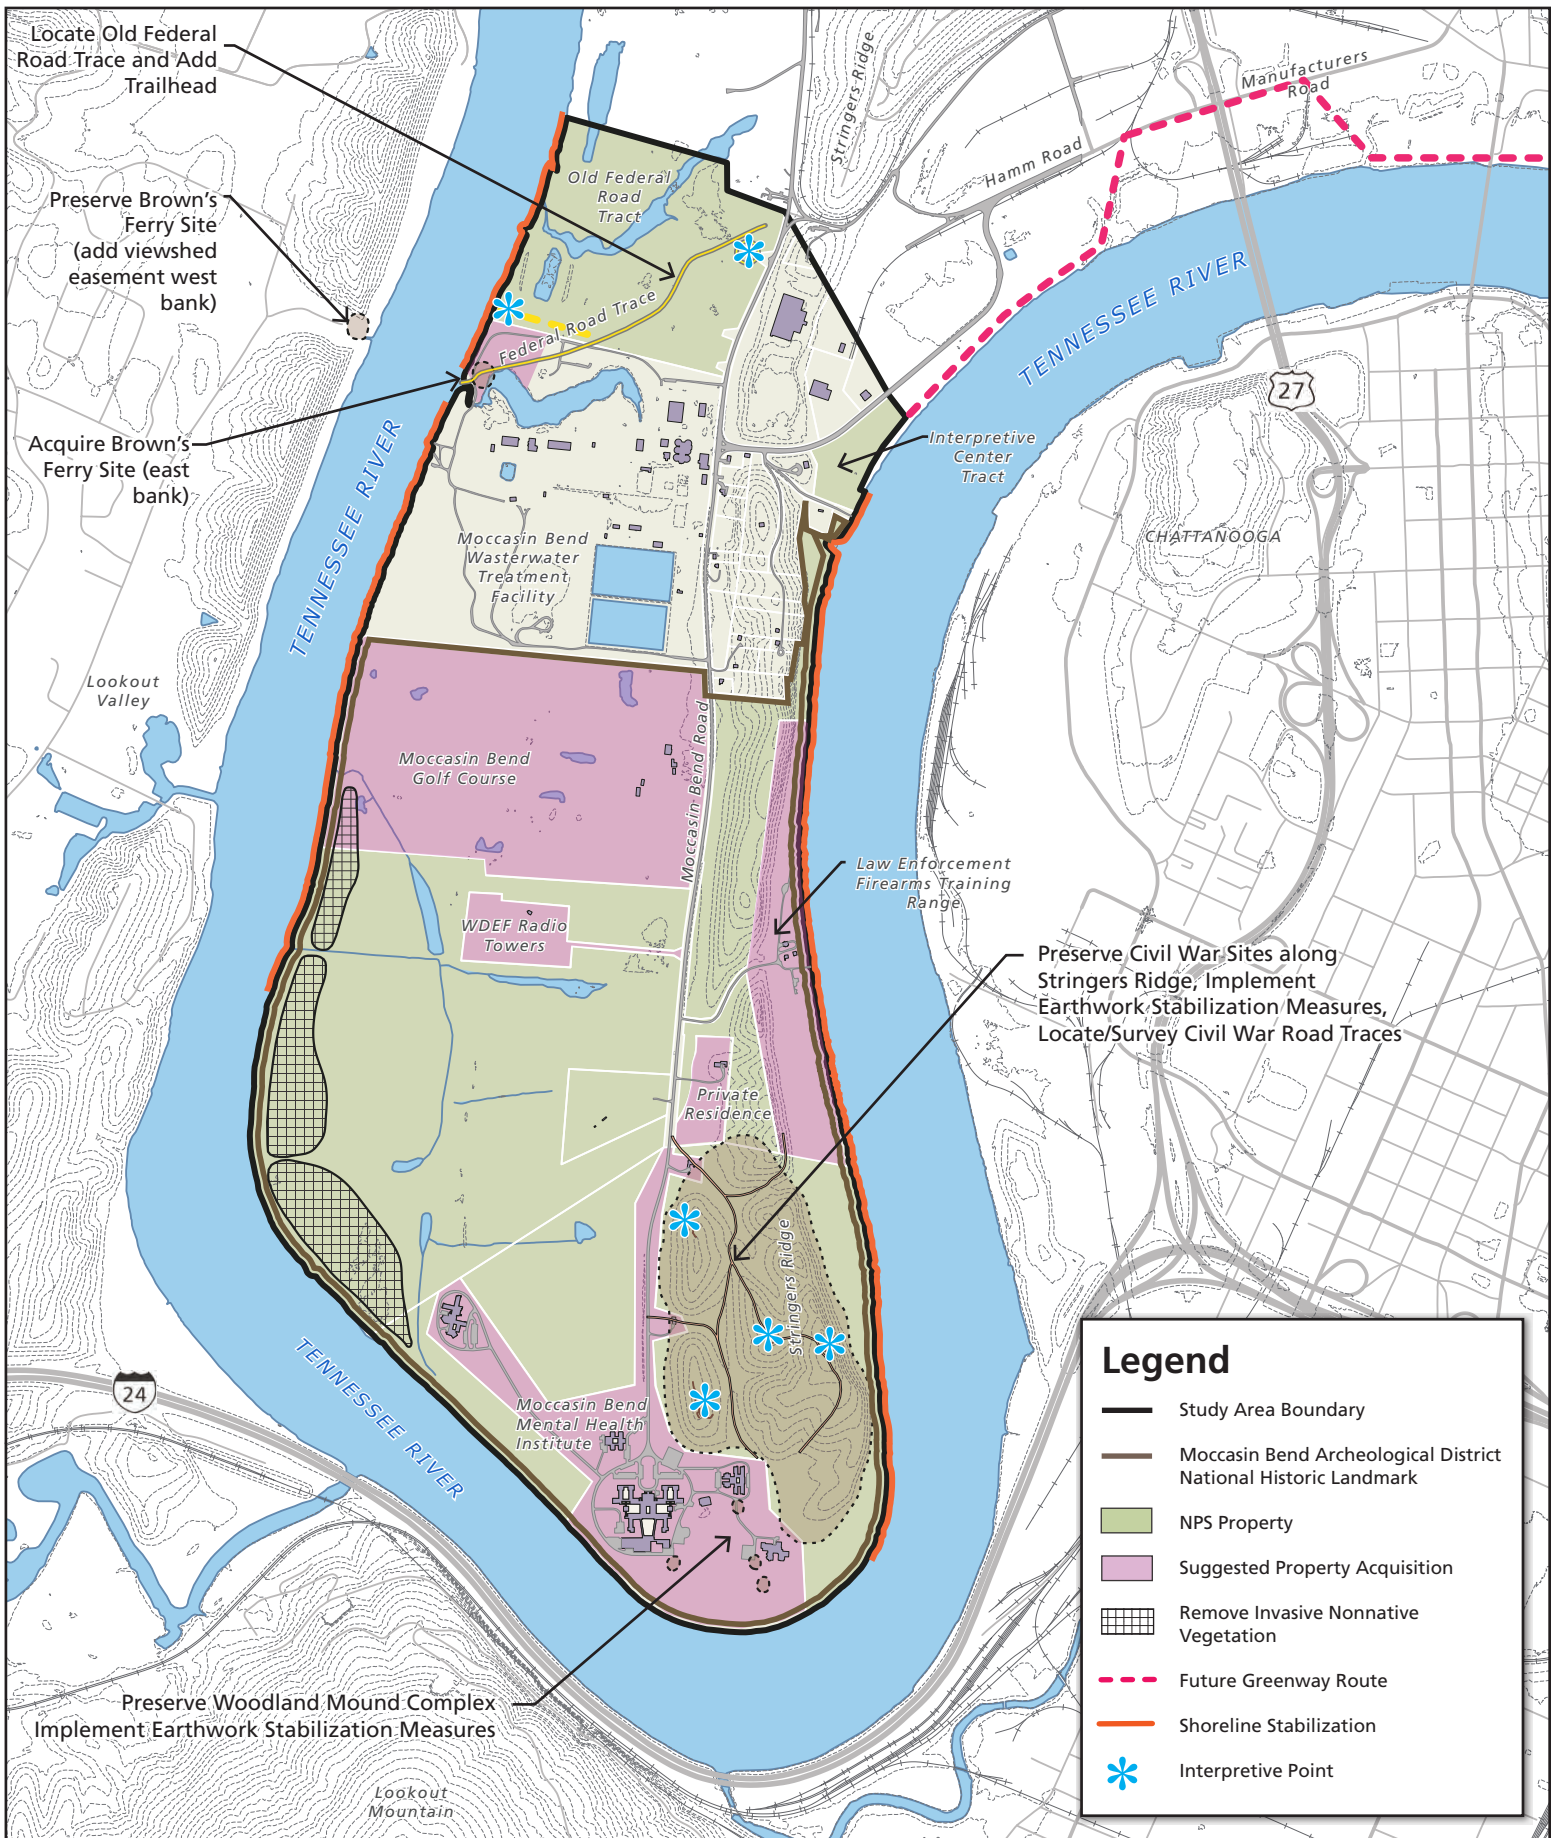 Locate Old Federal
Road Trace and Add
Trailhead
Stringers Ridge
Manufacturers
Road
Hamm Road
Old Federal
Road
Tract
Preserve Brown's
Ferry Site
(add viewshed
easement west
bank)
Federal Road Trace
TENNESSEE RIVER
27
Acquire Brown's
Ferry Site (east
bank)
TENNESSEE RIVER
Interpretive
Center
Tract
Moccasin Bend
Wasterwater
Treatment
Facility
CHATTANOOGA
Lookout
Valley
Moccasin Bend
Golf Course
Moccasin Bend Road
Law Enforcement
Firearms Training
Range
WDEF Radio
Towers
Preserve Civil War Sites along
Stringers Ridge, Implement
Earthwork Stabilization Measures,
Locate/Survey Civil War Road Traces
Private
Residence
Stringers Ridge
24
TENNESSEE RIVER
Moccasin Bend
Mental Health
Institute
Preserve Woodland Mound Complex
Implement Earthwork Stabilization Measures
Lookout
Mountain
Legend
Study Area Boundary
Moccasin Bend Archeological District
National Historic Landmark
NPS Property
Suggested Property Acquisition
Remove Invasive Nonnative
Vegetation
Future Greenway Route
Shoreline Stabilization
Interpretive Point